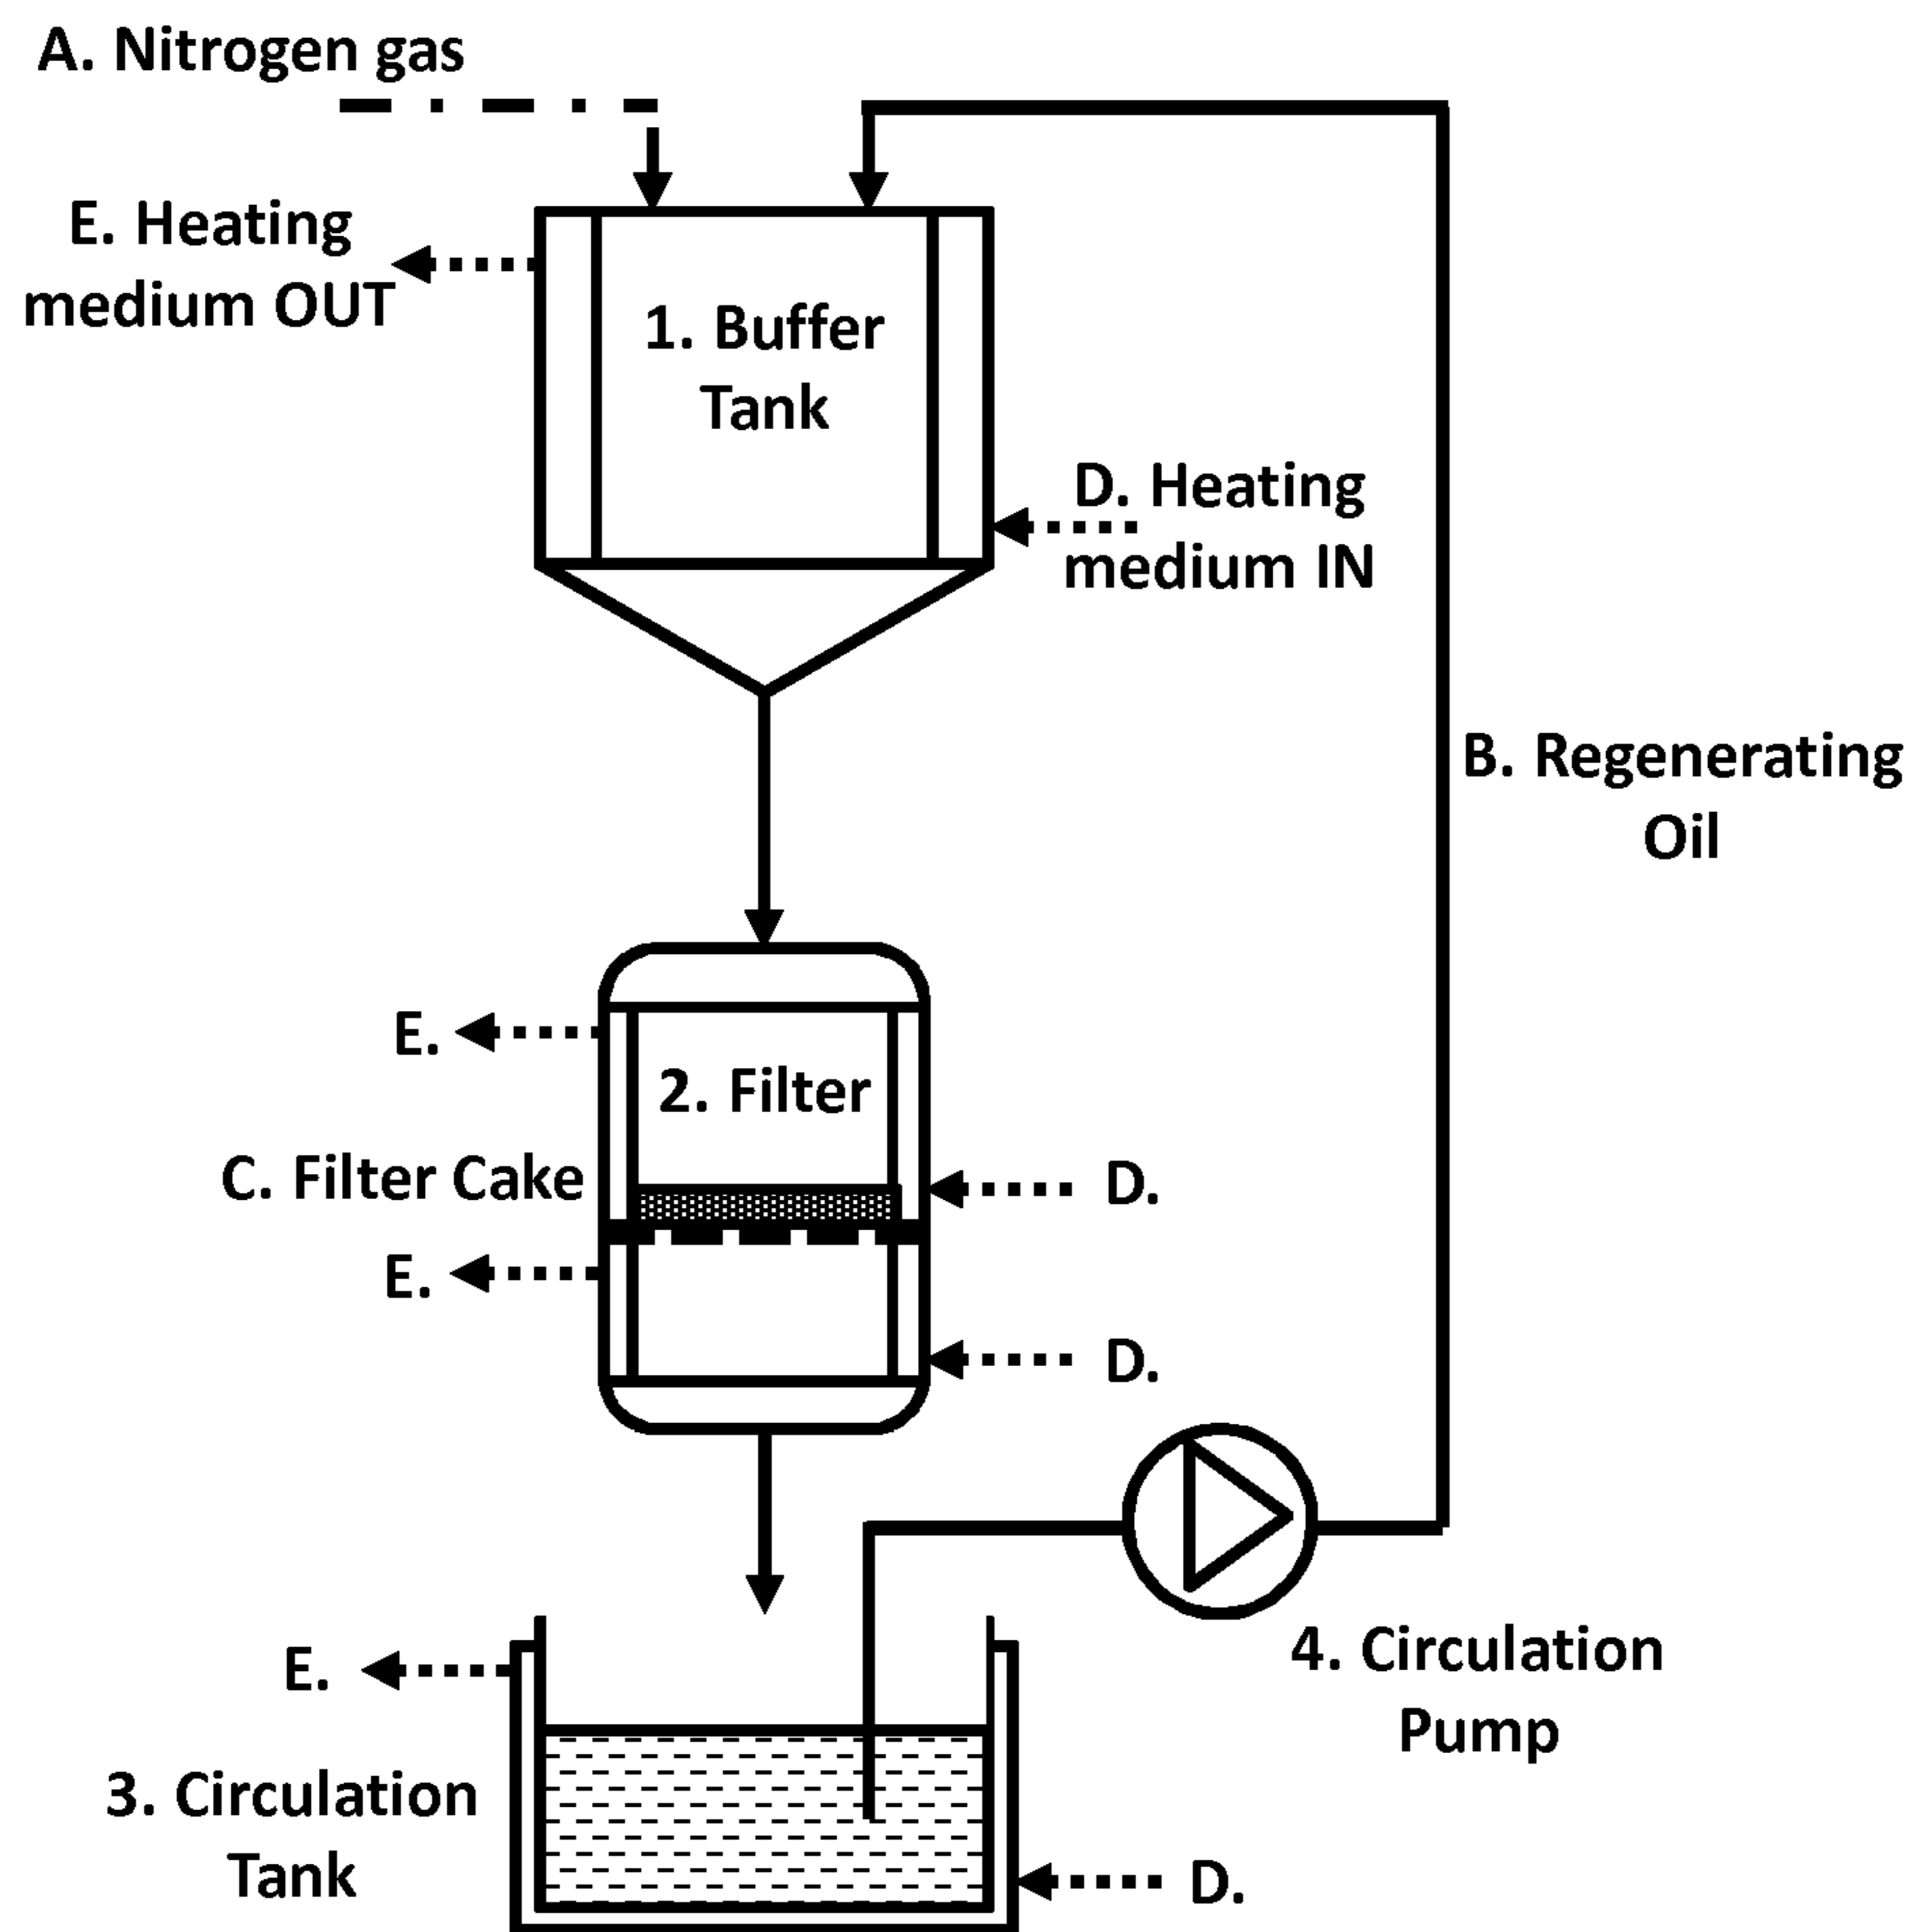 A. Nitrogen gas
E. Heating
medium OUT
1. Buffer
Tank
D. Heating
medium IN
B. Regenerating
Oil
E.
2. Filter
C. Filter Cake
D.
E.
D.
4. Circulation
Pump
E.
3. Circulation
Tank
D.